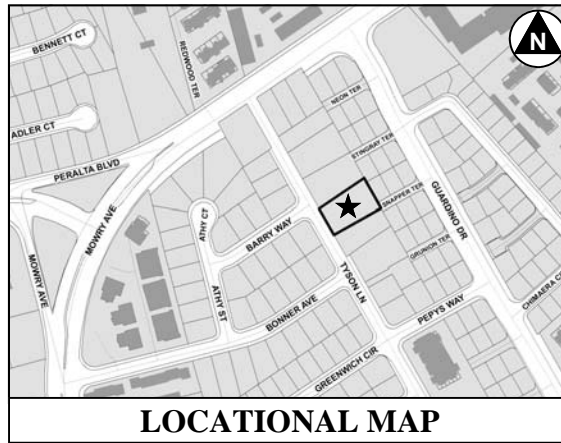 BENNETT CT
REDWOOD TER
N
NEON TER
ADLER CT
STINGRAY TER
PERALTA BLVD
MOWRY AVE
SNAPPER TER
GUARDINO DR
ATHY CT
BARRY WAY
MOWRY AVE
GRUNION TER
TYSON LN
ATHY ST
BONNER AVE
PEPYS WAY
CHIMAERA C
GREENWICH CIR
LOCATIONAL MAP